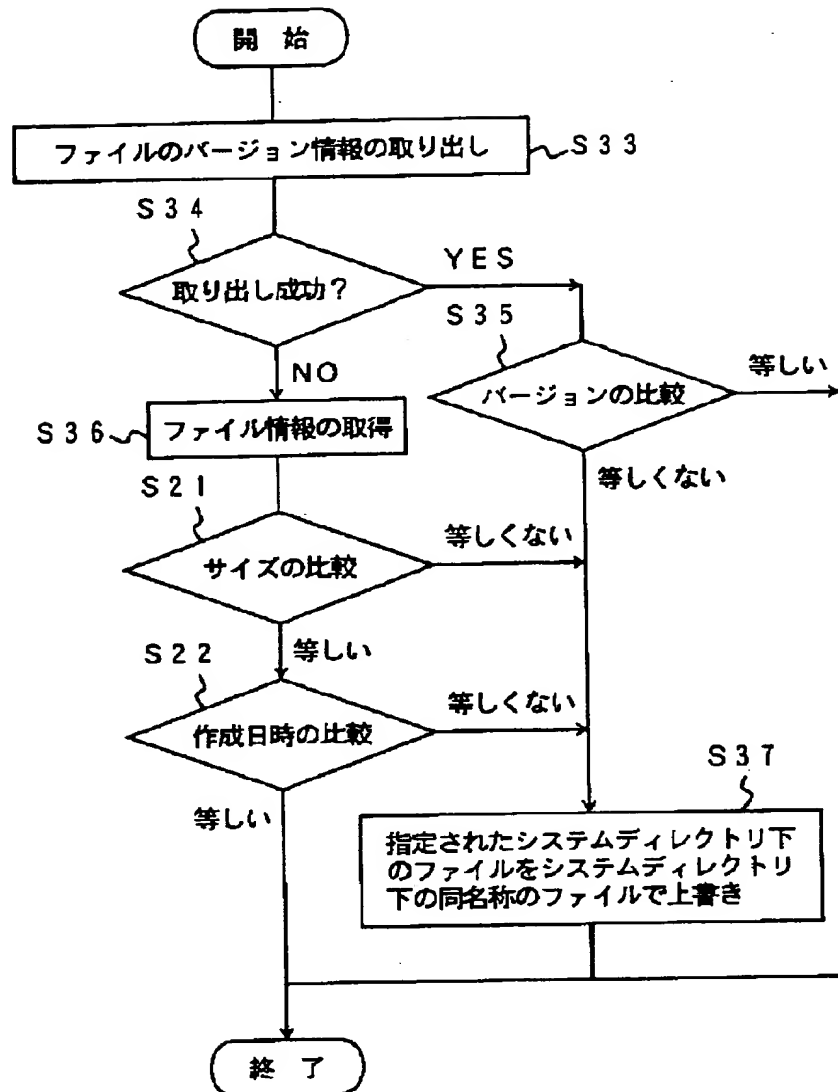 開 始
ファイルのバージョン情報の取り出し
S33
S34
取り出し成功?
YES
S35
バージョンの比較
等しい
NO
S36
ファイル情報の取得
等しくない
S21
サイズの比較
等しくない
等しい
S22
作成日時の比較
等しくない
等しい
S37
指定されたシステムディレクトリ下
のファイルをシステムディレクトリ
下の同名称のファイルで上書き
終 了